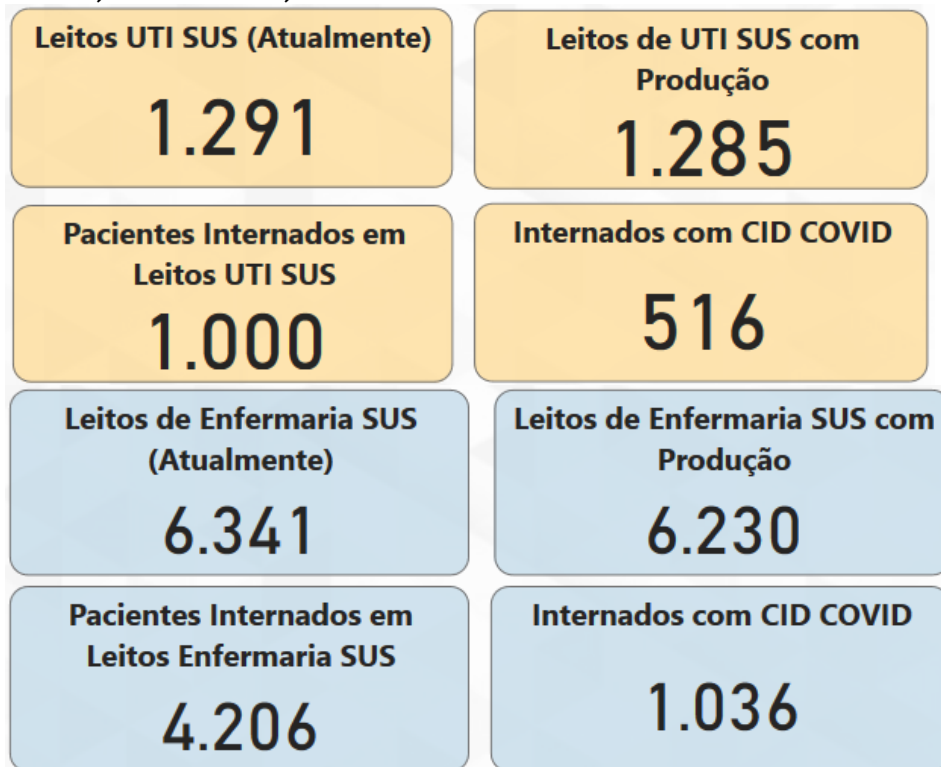 Leitos UTI SUS (Atualmente)
1.291
Leitos de UTI SUS com
Produção
1.285
Pacientes Internados em
Leitos UTI SUS
1.000
Internados com CID COVID
516
Leitos de Enfermaria SUS
(Atualmente)
6.341
Leitos de Enfermaria SUS com
Produção
6.230
Pacientes Internados em
Leitos Enfermaria SUS
4.206
Internados com CID COVID
1.036